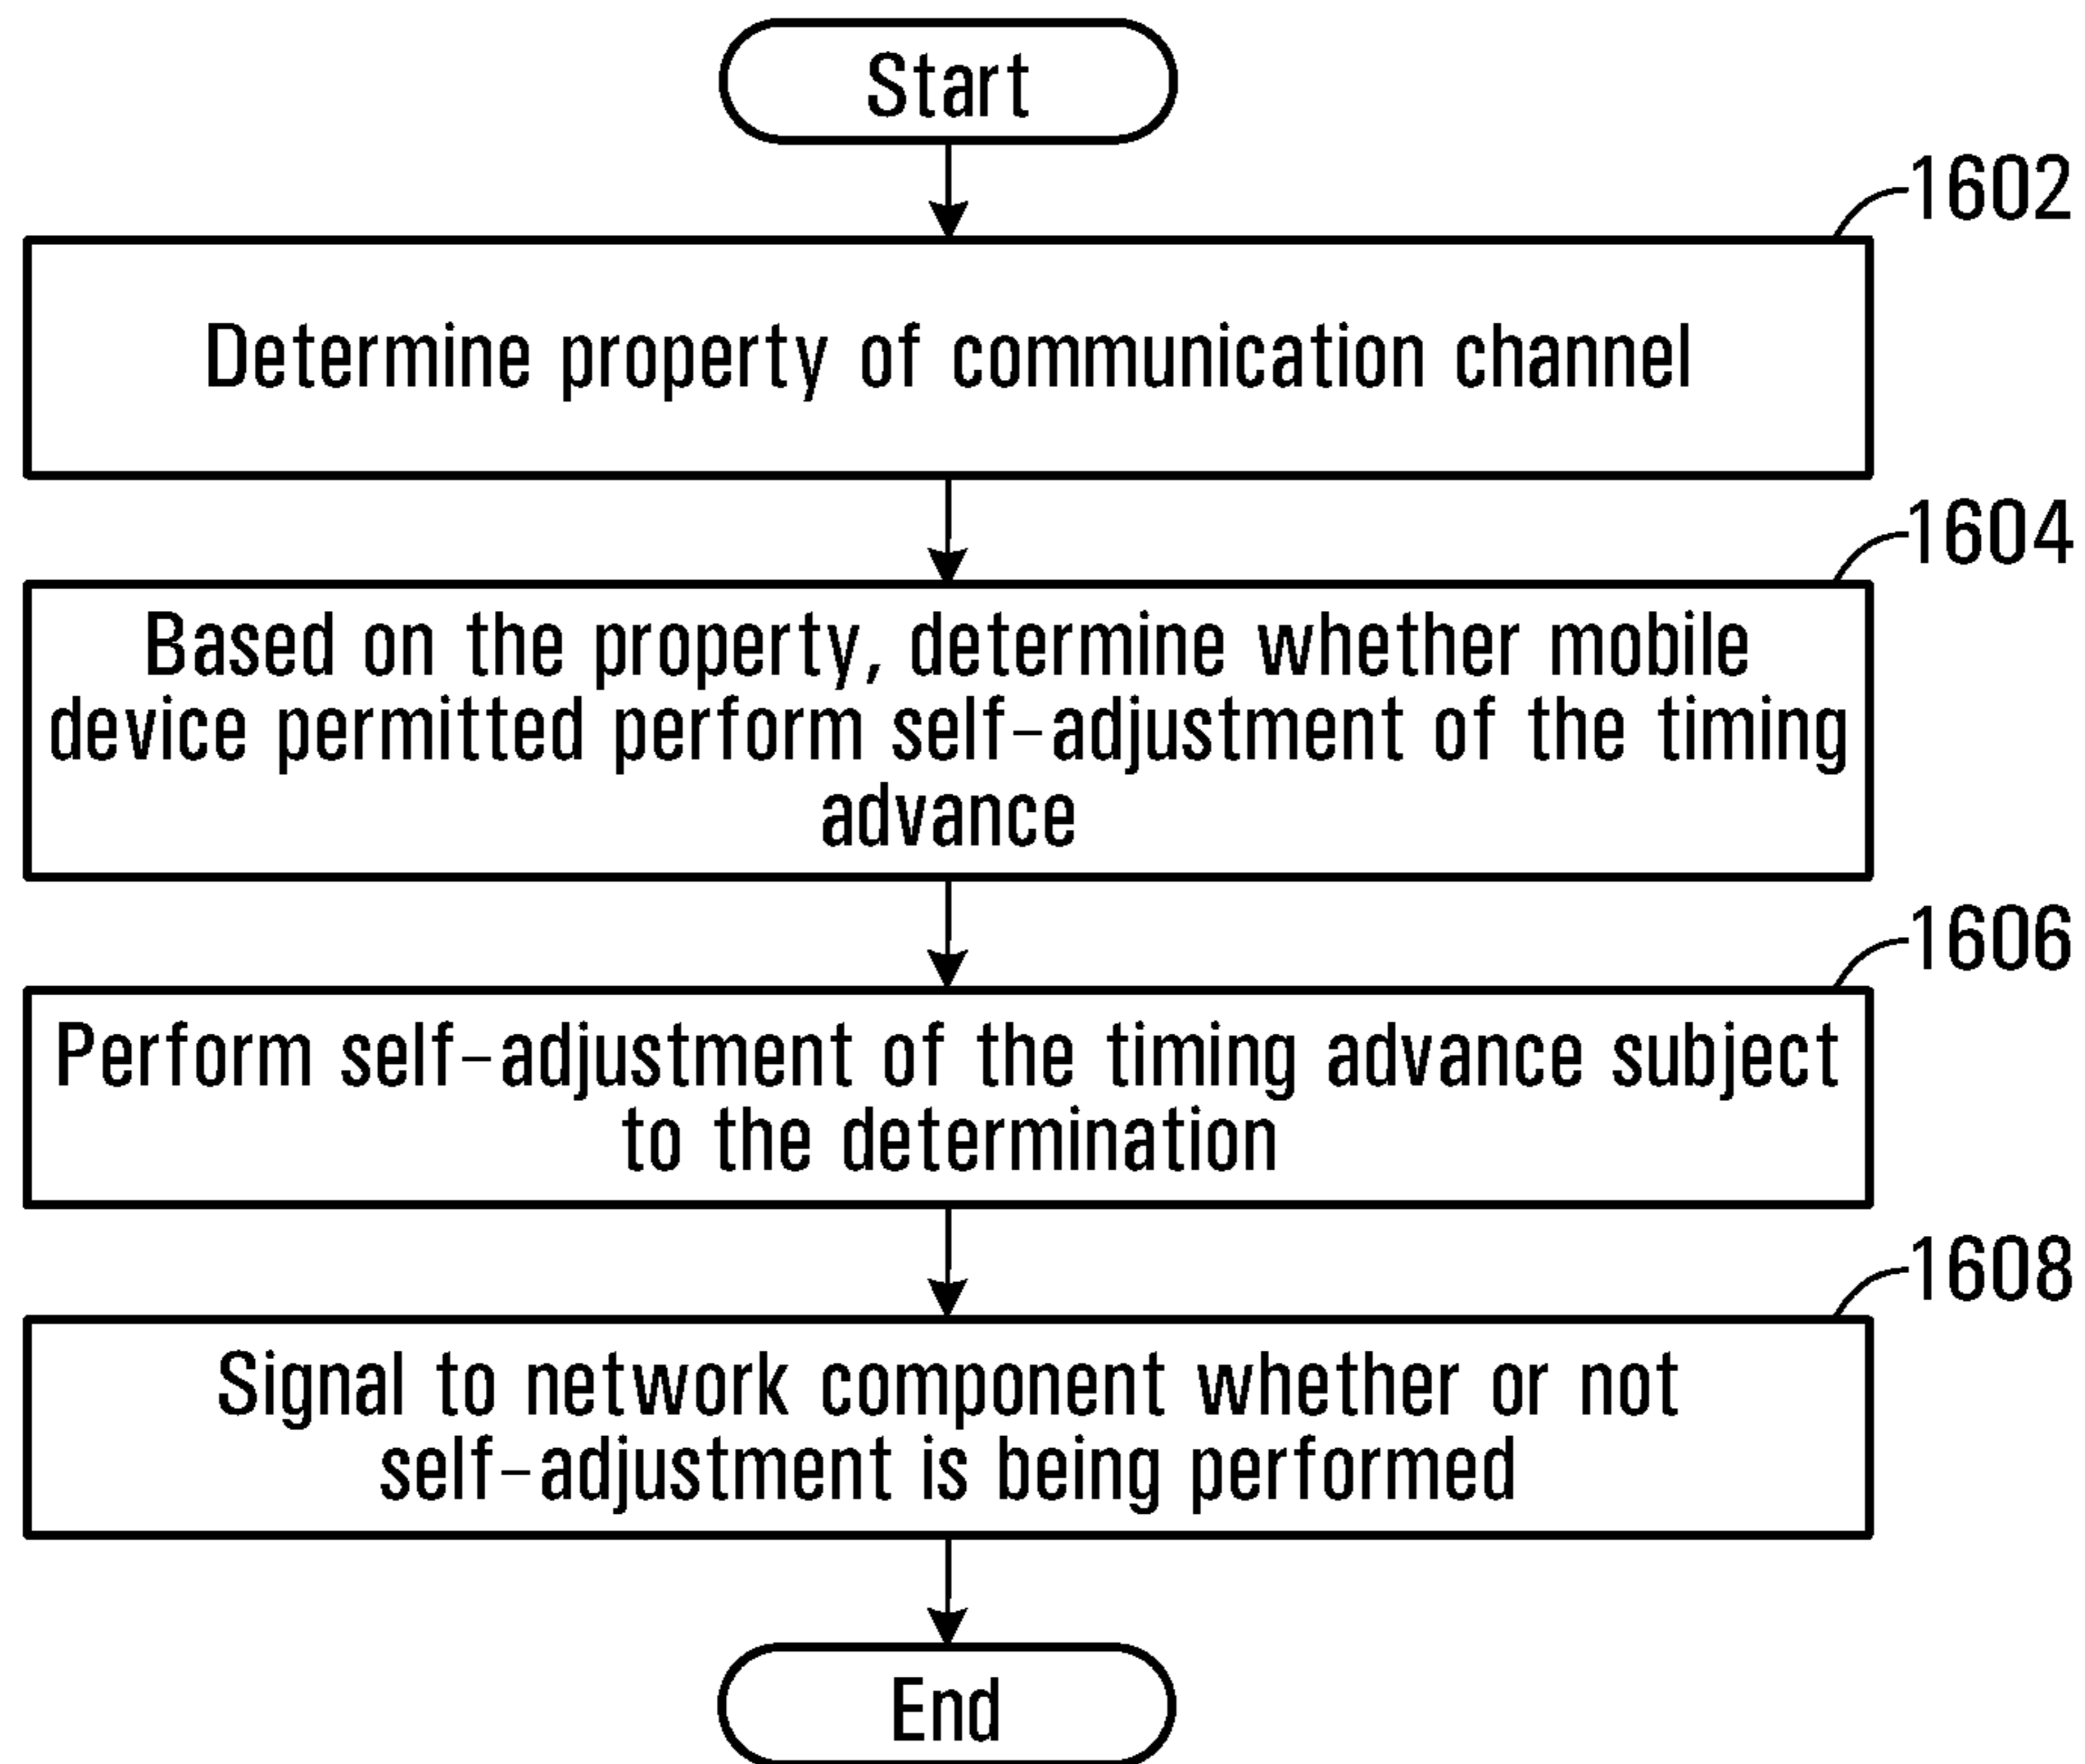 Start
1602
Determine property of communication channel
1604
Based on the property, determine whether mobile
device permitted perform self-adjustment of the timing
advance
1606
Perform self-adjustment of the timing advance subject
to the determination
1608
Signal to network component whether or not
self-adjustment is being performed
End